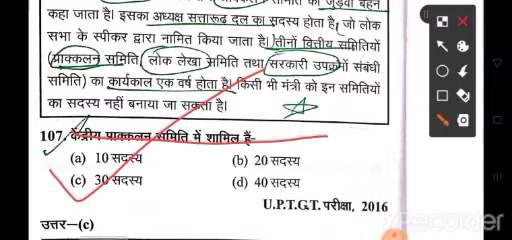 कहा जाता है। इसका अध्यक्ष सत्तारूढ़ दल का सदस्य होता है, जो लोक
सभा के स्पीकर द्वारा नामित किया जाता है। तीनों वित्तीय समितियों
(प्राक्कलन समिति, लोक लेखा समिति तथा सरकारी उपक्रमों संबंधी
समिति) का कार्यकाल एक वर्ष होता है। किसी भी मंत्री को इन समितियों
का सदस्य नहीं बनाया जा सकता है।
107. केंद्रीय प्राक्कलन समिति में शामिल हैं-
(a) 10 सदस्य (b) 20 सदस्य
(c) 30 सदस्य (d) 40 सदस्य
U.P.T.G.T. परीक्षा, 2016
उत्तर-(c)